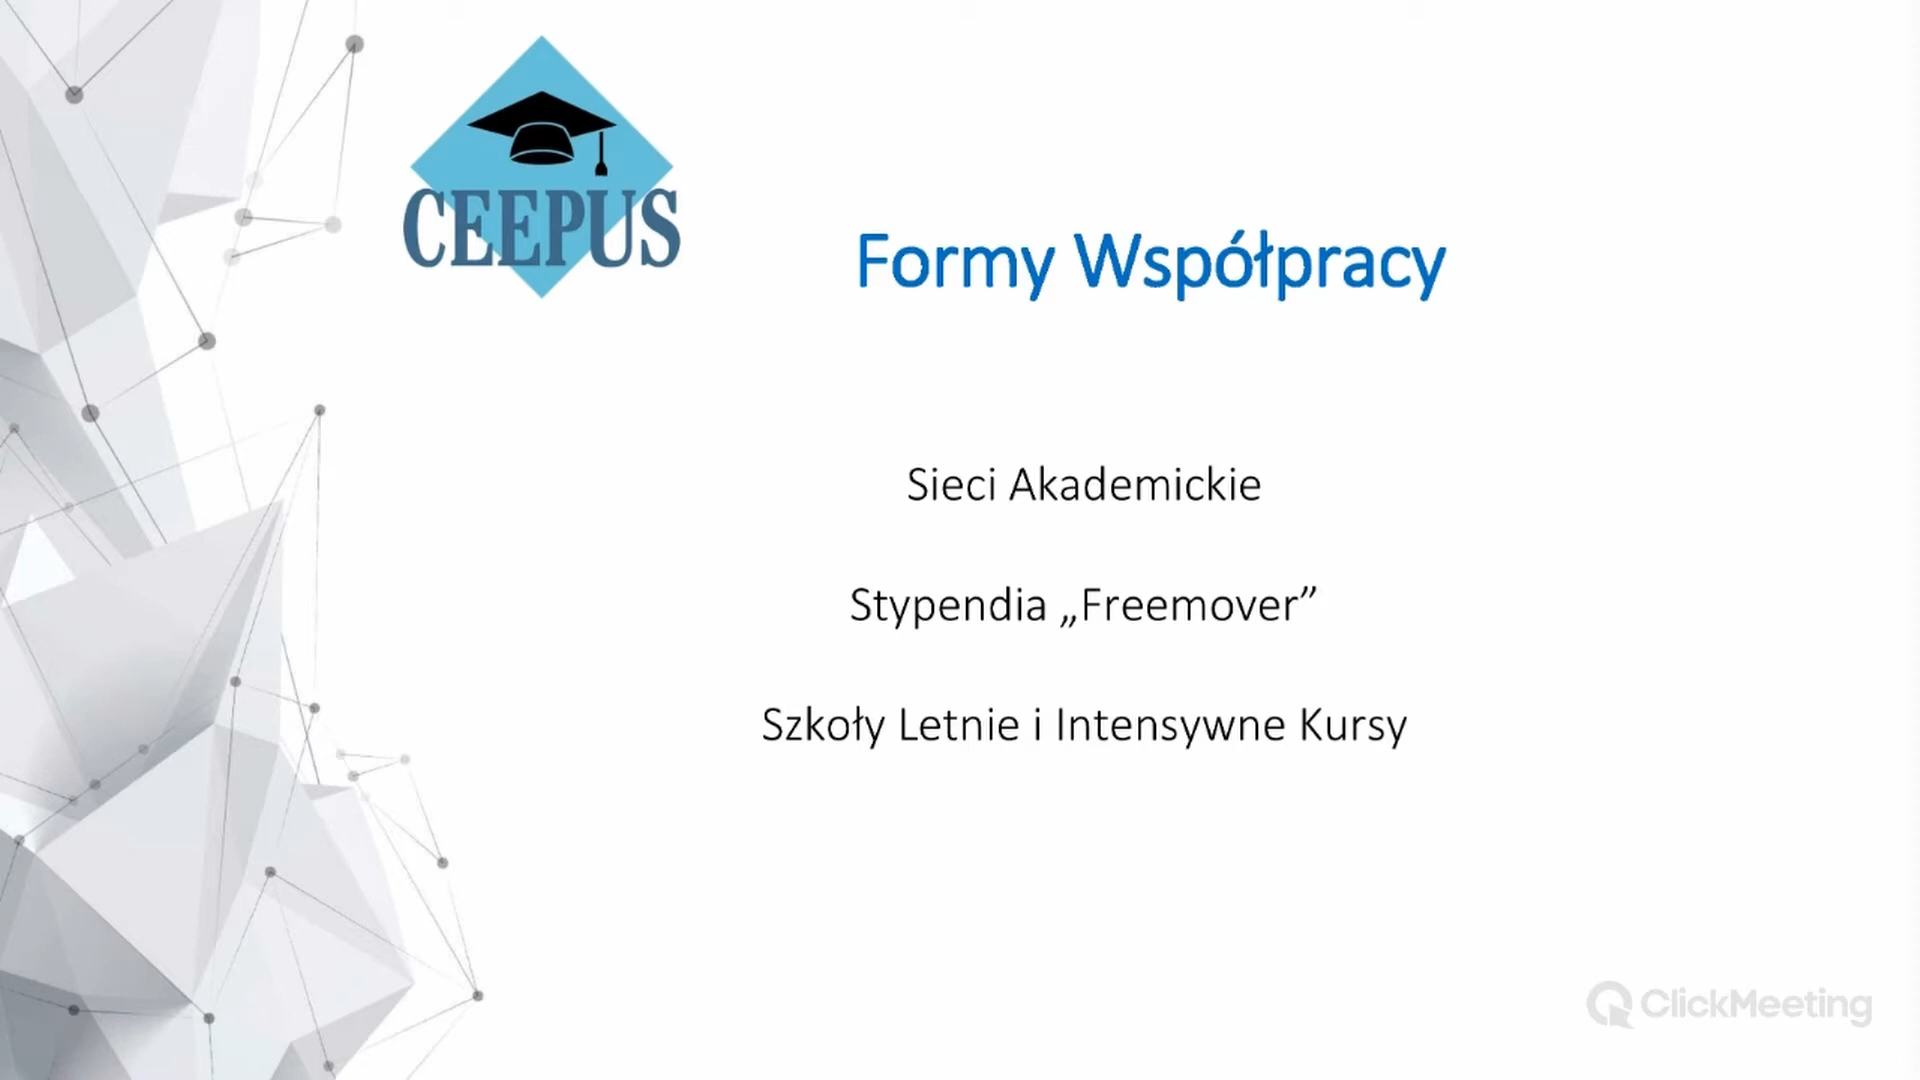 CEEPUS
Formy Współpracy
Sieci Akademickie
Stypendia „Freemover”
Szkoły Letnie i Intensywne Kursy
ClickMeeting